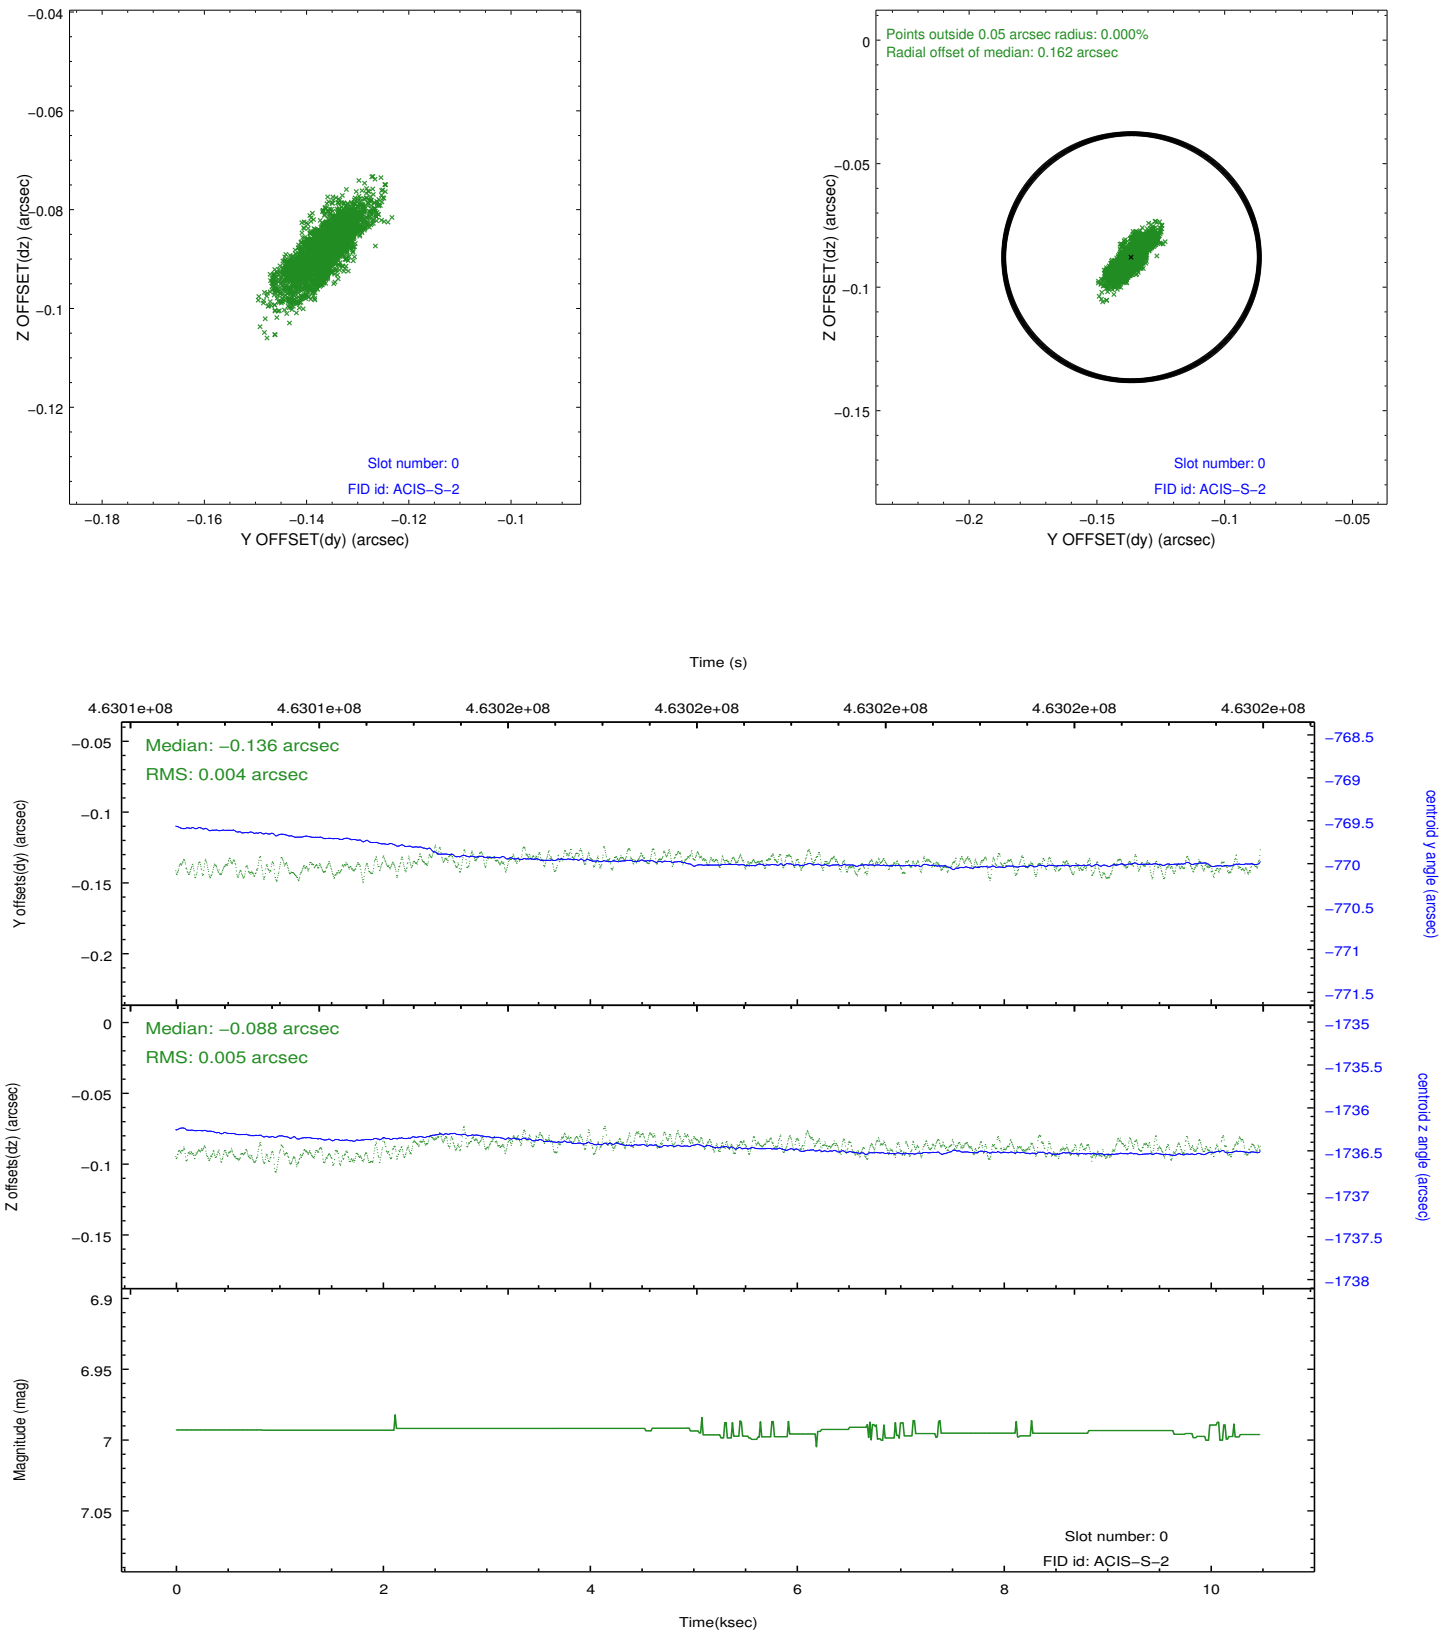 −0.04
−0.06
−0.08
−0.1
−0.12
Z OFFSET(dz) (arcsec)
Slot number: 0
FID id: ACIS−S−2
−0.18 −0.16 −0.14 −0.12 −0.1
Y OFFSET(dy) (arcsec)
Points outside 0.05 arcsec radius: 0.000%
Radial offset of median: 0.162 arcsec
0
−0.05
−0.1
−0.15
Z OFFSET(dz) (arcsec)
Slot number: 0
FID id: ACIS−S−2
−0.2 −0.15 −0.1 −0.05
Y OFFSET(dy) (arcsec)
Time (s)
4.6301e+08 4.6301e+08 4.6302e+08 4.6302e+08 4.6302e+08 4.6302e+08 4.6302e+08
Median: −0.136 arcsec
RMS: 0.004 arcsec
−0.05
−0.1
−0.15
−0.2
Y offsets(dy) (arcsec)
−768.5
−769
−769.5
−770
−770.5
−771
−771.5
centroid y angle (arcsec)
Median: −0.088 arcsec
RMS: 0.005 arcsec
0
−0.05
−0.1
−0.15
Z offsets(dz) (arcsec)
−1735
−1735.5
−1736
−1736.5
−1737
−1737.5
−1738
centroid z angle (arcsec)
6.9
6.95
7
7.05
Magnitude (mag)
Slot number: 0
FID id: ACIS−S−2
0 2 4 6 8 10
Time(ksec)